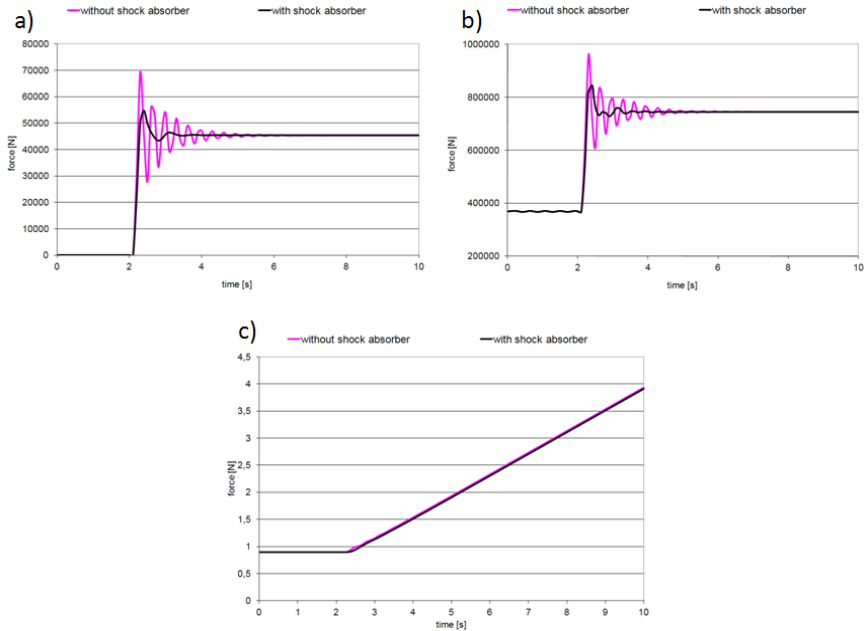 a)
without shock absorber
with shock absorber
80000
70000
60000
50000
40000
30000
20000
10000
0
force [N]
0 2 4 6 8 10
time [s]
b)
without shock absorber
with shock absorber
1000000
800000
600000
400000
200000
force [N]
0 2 4 6 8 10
time [s]
c)
without shock absorber
with shock absorber
4,5
4
3,5
3
2,5
2
1,5
1
0,5
0
force [N]
0 1 2 3 4 5 6 7 8 9 10
time [s]